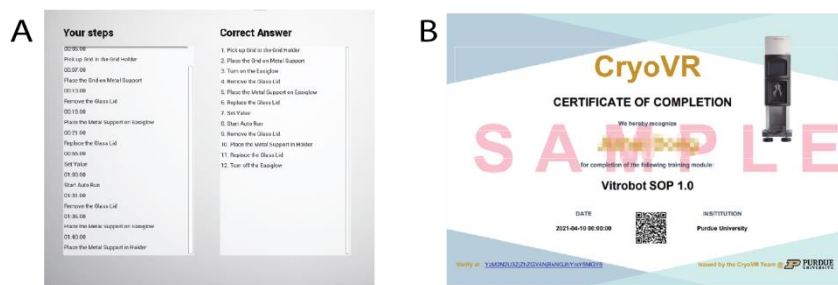 A
Your steps
00:05:00
Pick up Grid in the Grid Holder
00:07:00
Place the Grid on Metal Support
00:10:00
Remove the Glass Lid
00:15:00
Place the Metal Support on Easiglow
00:21:00
Replace the Glass Lid
00:55:00
Set Value
01:03:00
Start Auto Run
01:31:00
Remove the Glass Lid
01:36:00
Place the Metal Support on Easiglow
01:40:00
Place the Metal Support in Holder
Correct Answer
1. Pick up Grid in the Grid Holder
2. Place the Grid on Metal Support
3. Turn on the Easiglow
4. Remove the Glass Lid
5. Place the Metal Support on Easiglow
6. Replace the Glass Lid
7. Set Value
8. Start Auto Run
9. Remove the Glass Lid
10. Place the Metal Support in Holder
11. Replace the Glass Lid
12. Turn off the Easiglow
B
CryoVR
CERTIFICATE OF COMPLETION
We hereby recognize
SAMPLE
for completion of the following training module:
Vitrobot SOP 1.0
DATE
2021-04-10 00:00:00
INSITITUTION
Purdue University
Verify at :
Issued by the CryoVR Team @
PURDUE
UNIVERSITY